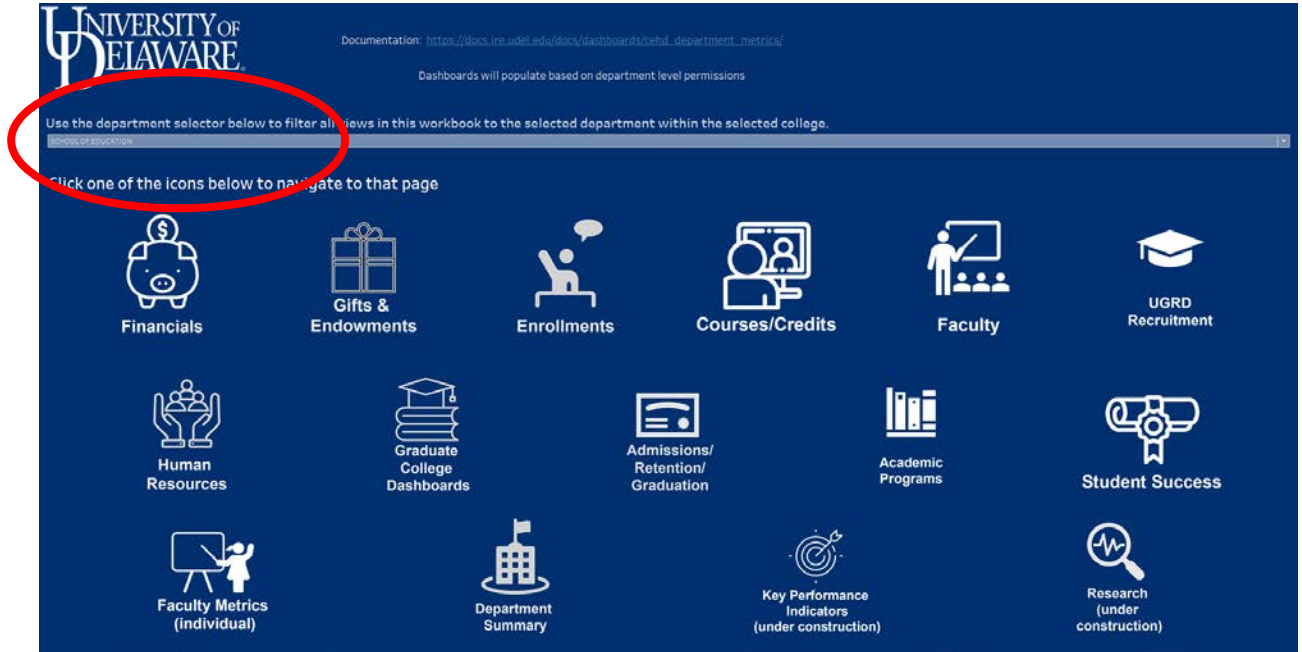 UNIVERSITY OF
DELAWARE.
Documentation: https://docs.ire.udel.edu/docs/dashboards/cehd_department_metrics/
Dashboards will populate based on department level permissions
Use the department selector below to filter all views in this workbook to the selected department within the selected college.
SCHOOL OF EDUCATION
Click one of the icons below to navigate to that page
Financials
Gifts &
Endowments
Enrollments
Courses/Credits
Faculty
UGRD
Recruitment
Human
Resources
Graduate
College
Dashboards
Admissions/
Retention/
Graduation
Academic
Programs
Student Success
Faculty Metrics
(individual)
Department
Summary
Key Performance
Indicators
(under construction)
Research
(under
construction)